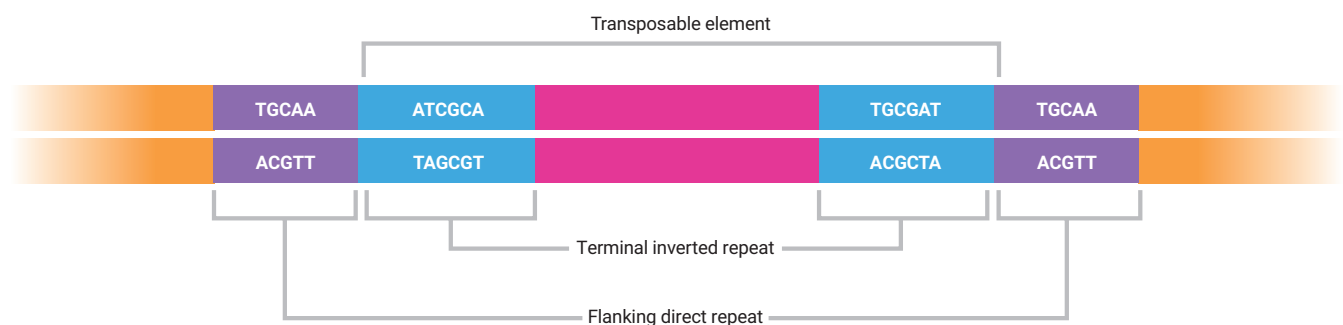 Transposable element
TGCAA ATCGCA TGCGAT TGCAA
ACGTT TAGCGT ACGCTA ACGTT
Terminal inverted repeat
Flanking direct repeat